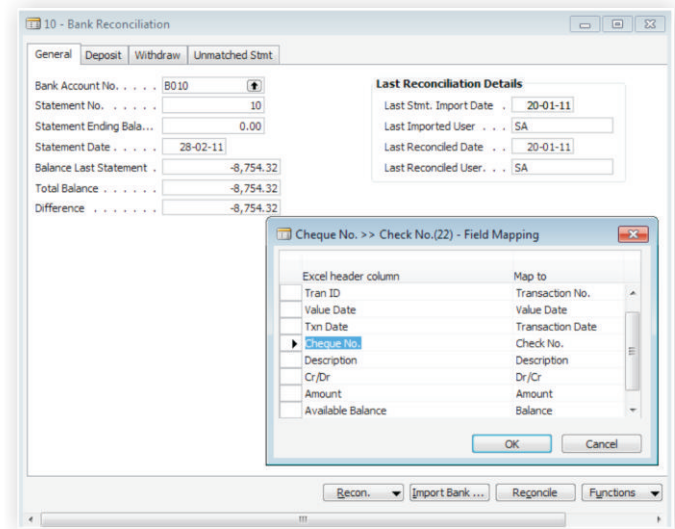 10 - Bank Reconciliation
General Deposit Withdraw Unmatched Stmt
Bank Account No. . . . . B010
Statement No. . . . . . 10
Statement Ending Bala... 0.00
Statement Date . . . . . 28-02-11
Balance Last Statement . -8,754.32
Total Balance . . . . . . -8,754.32
Difference . . . . . . . -8,754.32
Last Reconciliation Details
Last Stmt. Import Date . 20-01-11
Last Imported User . . . SA
Last Reconciled Date . . 20-01-11
Last Reconciled User. . . SA
Cheque No. >> Check No.(22) - Field Mapping
Excel header column Map to
Tran ID Transaction No.
Value Date Value Date
Txn Date Transaction Date
Cheque No. Check No.
Description Description
Cr/Dr Dr/Cr
Amount Amount
Available Balance Balance
OK Cancel
Recon. Import Bank ... Reconcile Functions